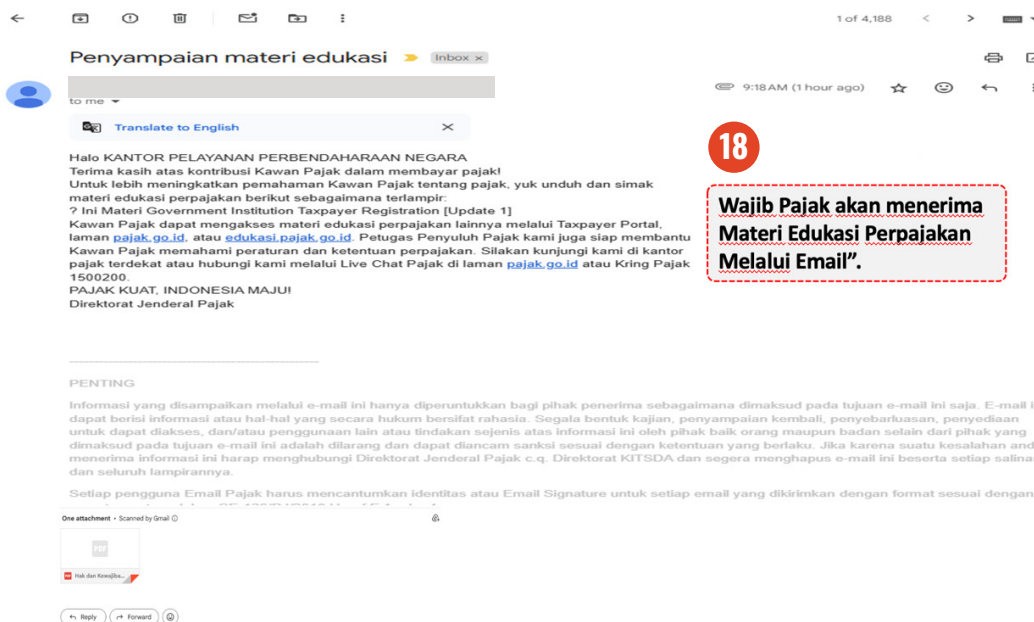 1 of 4,188
Penyampaian materi edukasi
Inbox ×
to me
9:18 AM (1 hour ago)
Translate to English
Halo KANTOR PELAYANAN PERBENDAHARAAN NEGARA
Terima kasih atas kontribusi Kawan Pajak dalam membayar pajak!
Untuk lebih meningkatkan pemahaman Kawan Pajak tentang pajak, yuk unduh dan simak
materi edukasi perpajakan berikut sebagaimana terlampir:
? Ini Materi Government Institution Taxpayer Registration [Update 1]
Kawan Pajak dapat mengakses materi edukasi perpajakan lainnya melalui Taxpayer Portal,
laman pajak.go.id, atau edukasi.pajak.go.id. Petugas Penyuluh Pajak kami juga siap membantu
Kawan Pajak memahami peraturan dan ketentuan perpajakan. Silakan kunjungi kami di kantor
pajak terdekat atau hubungi kami melalui Live Chat Pajak di laman pajak.go.id atau Kring Pajak
1500200.
PAJAK KUAT, INDONESIA MAJU!
Direktorat Jenderal Pajak
18
Wajib Pajak akan menerima
Materi Edukasi Perpajakan
Melalui Email”.
PENTING
Informasi yang disampaikan melalui e-mail ini hanya diperuntukkan bagi pihak penerima sebagaimana dimaksud pada tujuan e-mail ini saja. E-mail i
dapat berisi informasi atau hal-hal yang secara hukum bersifat rahasia. Segala bentuk kajian, penyampaian kembali, penyebarluasan, penyediaan
untuk dapat diakses, dan/atau penggunaan lain atau tindakan sejenis atas informasi ini oleh pihak baik orang maupun badan selain dari pihak yang
dimaksud pada tujuan e-mail ini adalah dilarang dan dapat diancam sanksi sesuai dengan ketentuan yang berlaku. Jika karena suatu kesalahan and
menerima informasi ini harap menghubungi Direktorat Jenderal Pajak c.q. Direktorat KITSDA dan segera menghapus e-mail ini beserta setiap salina
dan seluruh lampirannya.
Setiap pengguna Email Pajak harus mencantumkan identitas atau Email Signature untuk setiap email yang dikirimkan dengan format sesuai dengan
One attachment • Scanned by Gmail
PDF
PDF Hak dan Kewajiba...
Reply
Forward